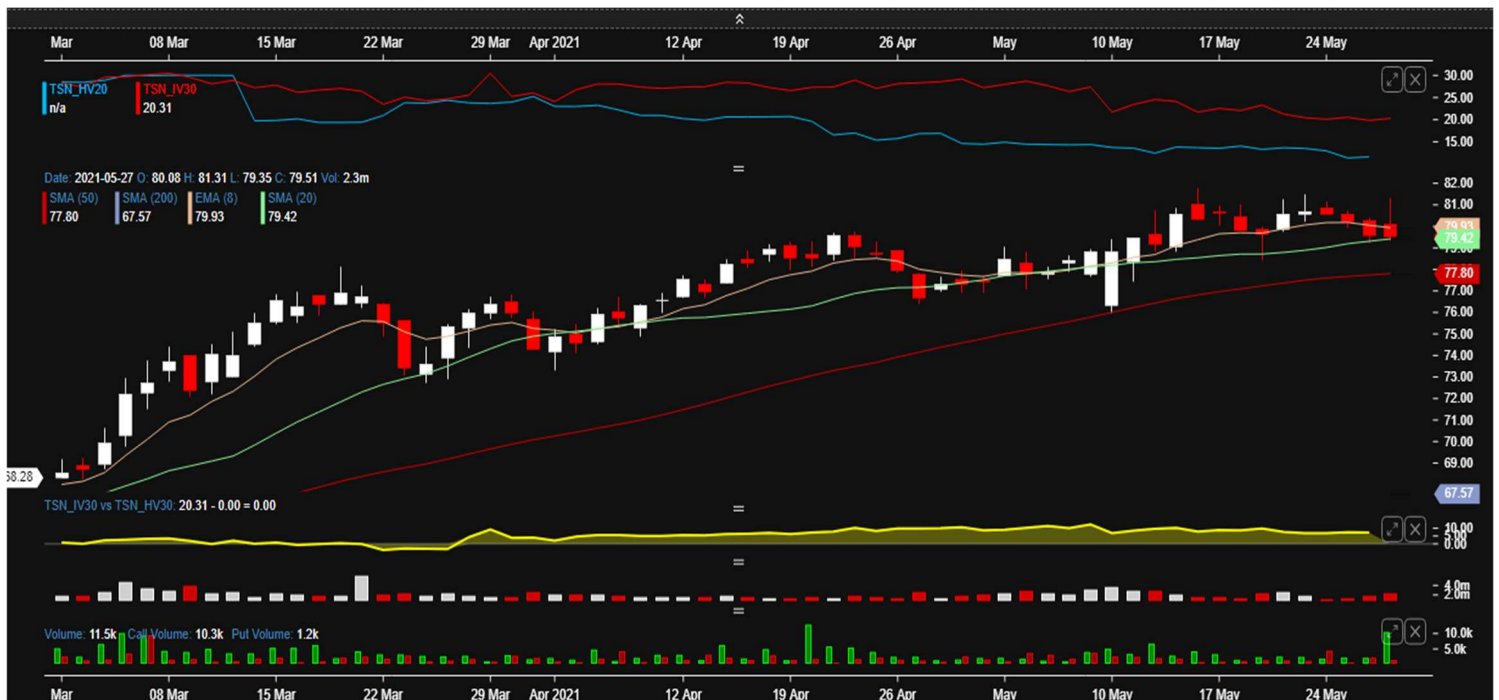 Mar 08 Mar 15 Mar 22 Mar 29 Mar Apr 2021 12 Apr 19 Apr 26 Apr May 10 May 17 May 24 May
TSN_HV20 TSN_IV30
n/a 20.31
30.00
25.00
20.00
15.00
Date: 2021-05-27 O: 80.08 H: 81.31 L: 79.35 C: 79.51 Vol: 2.3m
SMA (50) SMA (200) EMA (8) SMA (20)
77.80 67.57 79.93 79.42
82.00
81.00
79.93
79.42
79.00
77.80
77.00
76.00
75.00
74.00
73.00
72.00
71.00
70.00
69.00
68.28
67.57
TSN_IV30 vs TSN_HV30: 20.31 - 0.00 = 0.00
10.00
5.00
0.00
4.0m
2.0m
Volume: 11.5k Call Volume: 10.3k Put Volume: 1.2k
10.0k
5.0k
Mar 08 Mar 15 Mar 22 Mar 29 Mar Apr 2021 12 Apr 19 Apr 26 Apr May 10 May 17 May 24 May